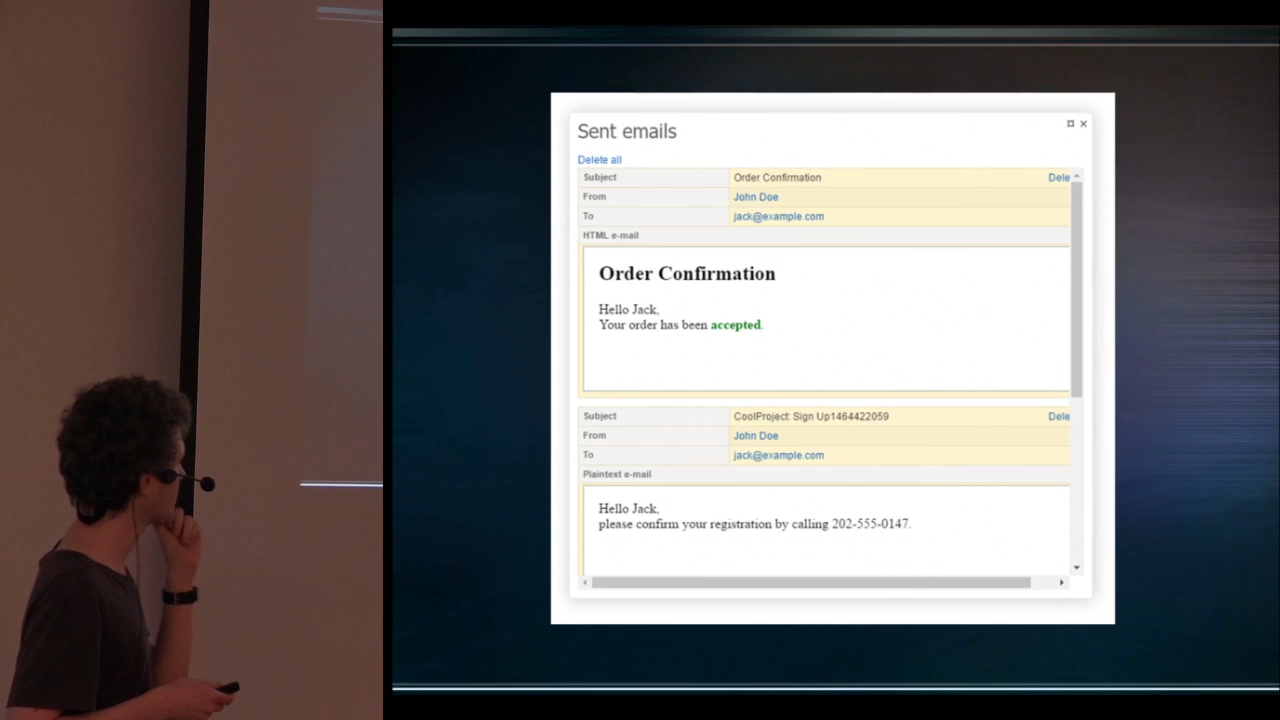 Sent emails
Delete all
Subject Order Confirmation Dele
From John Doe
To jack@example.com
HTML e-mail
Order Confirmation
Hello Jack,
Your order has been accepted.
Subject CoolProject: Sign Up1464422059 Dele
From John Doe
To jack@example.com
Plaintext e-mail
Hello Jack,
please confirm your registration by calling 202-555-0147.